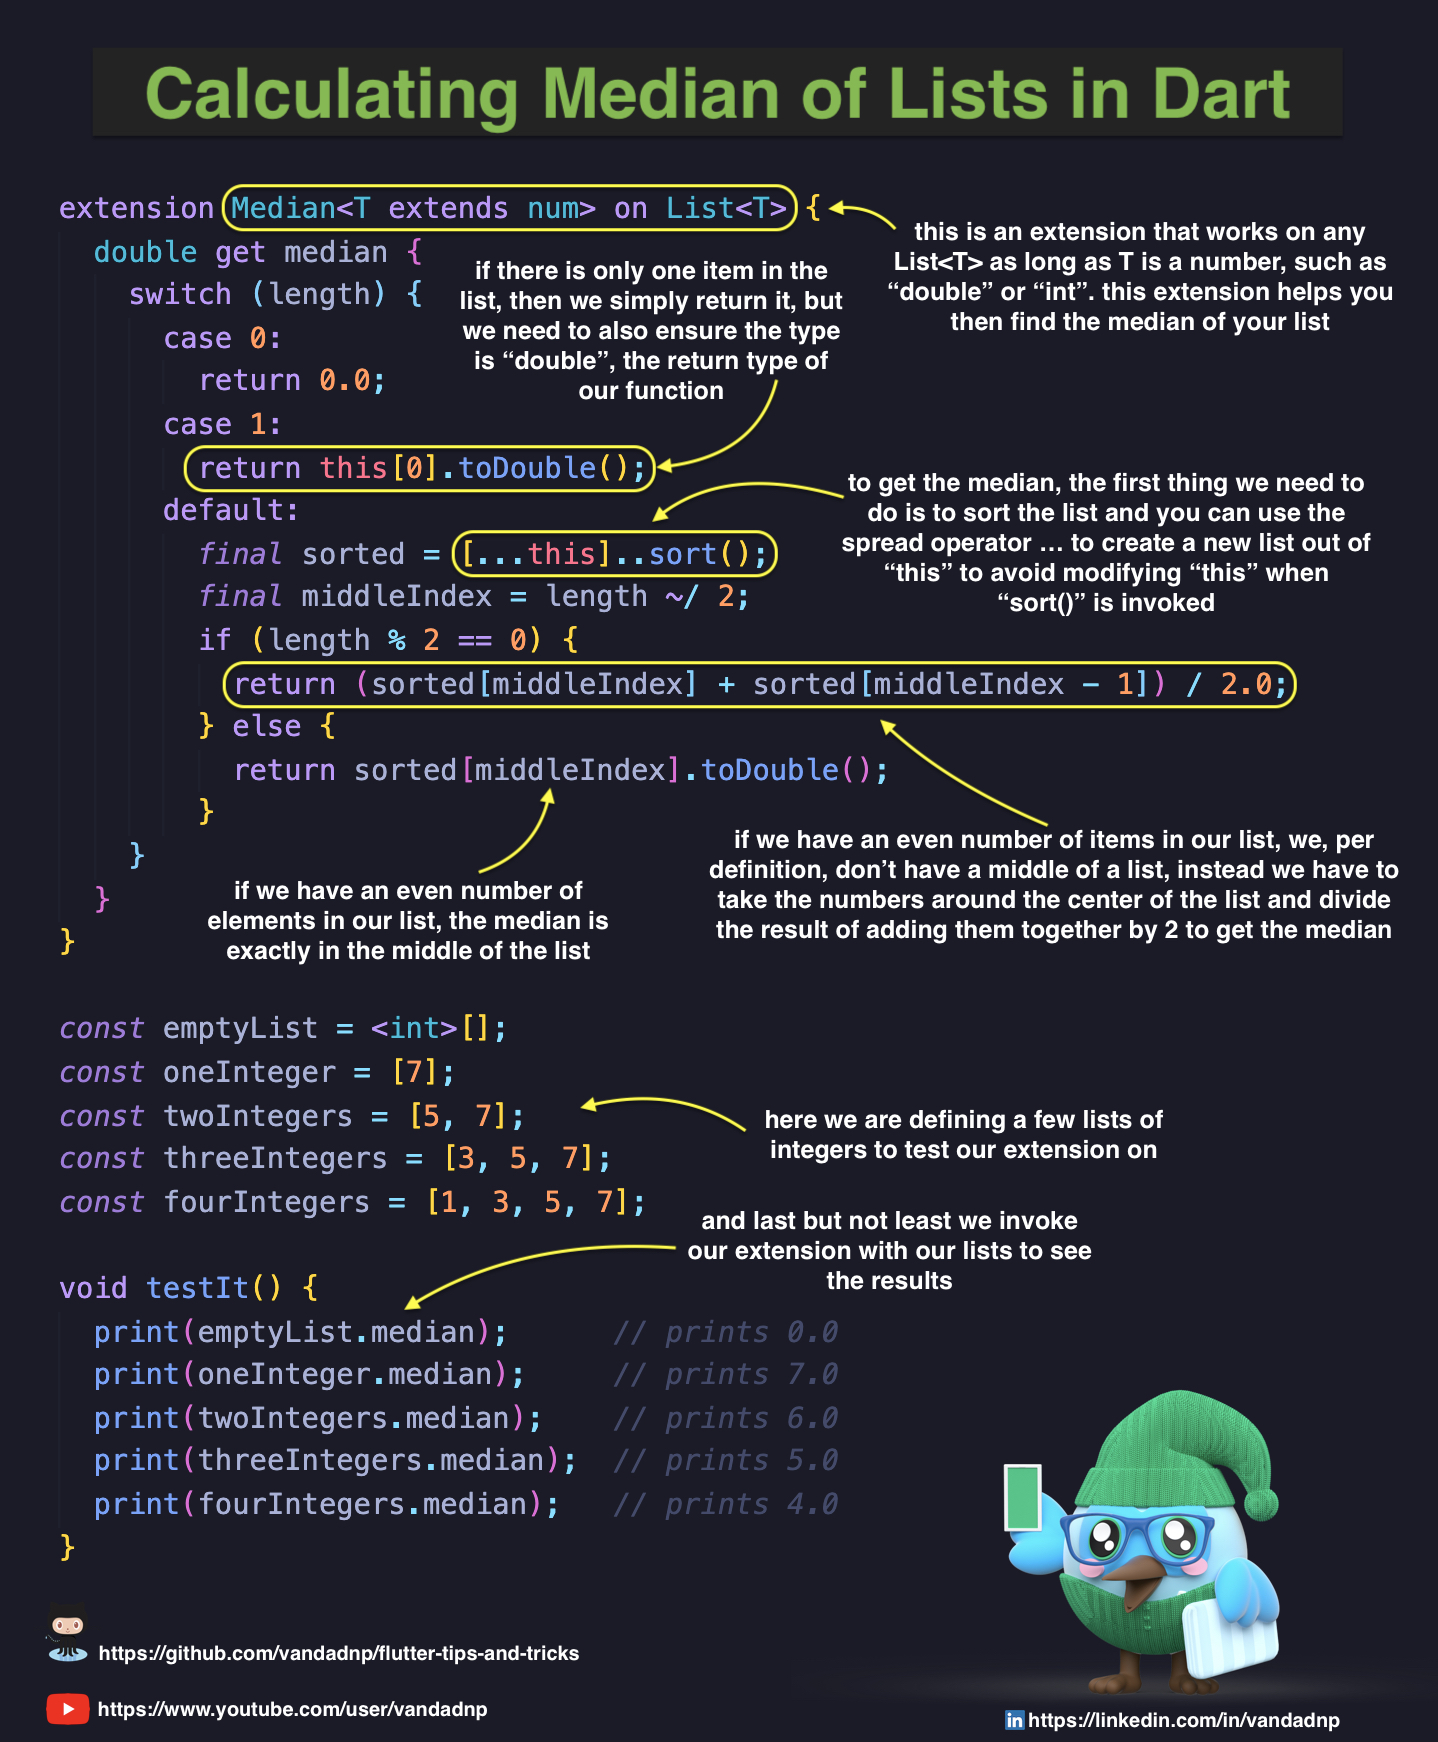 Calculating Median of Lists in Dart
extension Median<T extends num> on List<T> {
this is an extension that works on any
List<T> as long as T is a number, such as
“double” or “int”. this extension helps you
then find the median of your list
double get median {
switch (length) {
case 0:
return 0.0;
case 1:
return this[0].toDouble();
if there is only one item in the
list, then we simply return it, but
we need to also ensure the type
is “double”, the return type of
our function
default:
final sorted = [...this]..sort();
to get the median, the first thing we need to
do is to sort the list and you can use the
spread operator ... to create a new list out of
“this” to avoid modifying “this” when
“sort()” is invoked
final middleIndex = length ~/ 2;
if (length % 2 == 0) {
return (sorted[middleIndex] + sorted[middleIndex - 1]) / 2.0;
} else {
return sorted[middleIndex].toDouble();
}
}
}
}
if we have an even number of
elements in our list, the median is
exactly in the middle of the list
if we have an even number of items in our list, we, per
definition, don’t have a middle of a list, instead we have to
take the numbers around the center of the list and divide
the result of adding them together by 2 to get the median
const emptyList = <int>[];
const oneInteger = [7];
const twoIntegers = [5, 7];
const threeIntegers = [3, 5, 7];
const fourIntegers = [1, 3, 5, 7];
here we are defining a few lists of
integers to test our extension on
and last but not least we invoke
our extension with our lists to see
the results
void testIt() {
print(emptyList.median); // prints 0.0
print(oneInteger.median); // prints 7.0
print(twoIntegers.median); // prints 6.0
print(threeIntegers.median); // prints 5.0
print(fourIntegers.median); // prints 4.0
}
https://github.com/vandadnp/flutter-tips-and-tricks
https://www.youtube.com/user/vandadnp
in https://linkedin.com/in/vandadnp